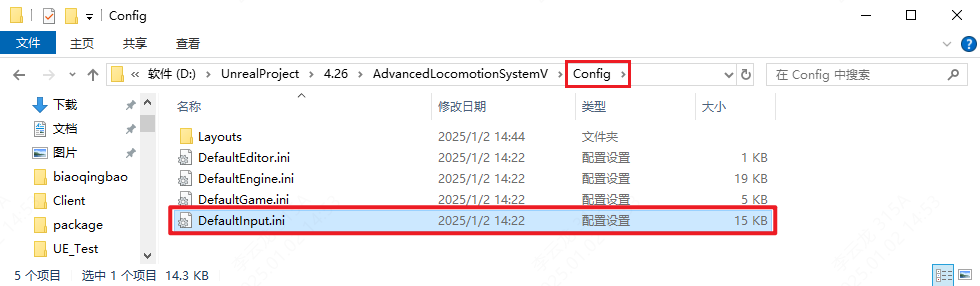 Config
文件 主页 共享 查看
软件 (D:) UnrealProject 4.26 AdvancedLocomotionSystemV Config 在 Config 中搜索
名称 修改日期 类型 大小
下载
文档
图片
biaoqingbao
Client
package
UE_Test
Layouts 2025/1/2 14:44 文件夹
DefaultEditor.ini 2025/1/2 14:22 配置设置 1 KB
DefaultEngine.ini 2025/1/2 14:22 配置设置 19 KB
DefaultGame.ini 2025/1/2 14:22 配置设置 5 KB
DefaultInput.ini 2025/1/2 14:22 配置设置 15 KB
5 个项目 选中 1 个项目 14.3 KB